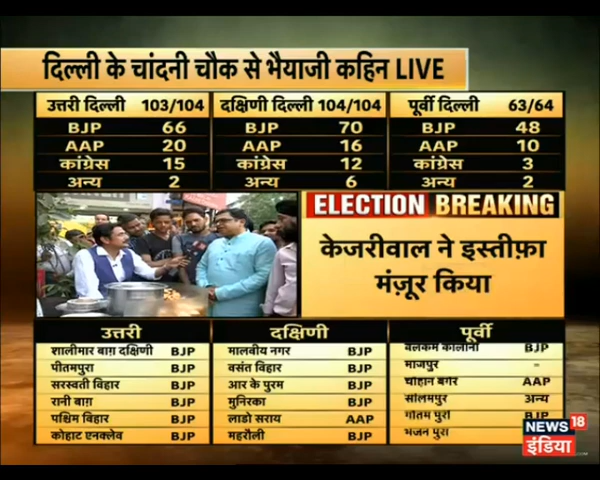 दिल्ली के चांदनी चौक से भैयाजी कहिन LIVE
उत्तरी दिल्ली 103/104
BJP 66
AAP 20
कांग्रेस 15
अन्य 2
दक्षिणी दिल्ली 104/104
BJP 70
AAP 16
कांग्रेस 12
अन्य 6
पूर्वी दिल्ली 63/64
BJP 48
AAP 10
कांग्रेस 3
अन्य 2
ELECTION BREAKING
केजरीवाल ने इस्तीफ़ा
मंज़ूर किया
उत्तरी
शालीमार बाग़ दक्षिणी BJP
पीतमपुरा BJP
सरस्वती विहार BJP
रानी बाग़ BJP
पश्चिम विहार BJP
कोहाट एनक्लेव BJP
दक्षिणी
मालवीय नगर BJP
वसंत विहार BJP
आर के पुरम BJP
मुनिरका BJP
लाडो सराय AAP
महरौली BJP
पूर्वी
BJP
-
चौहान बंगर AAP
सीलमपुर अन्य
गौतम पुरी BJP
NEWS 18
इंडिया